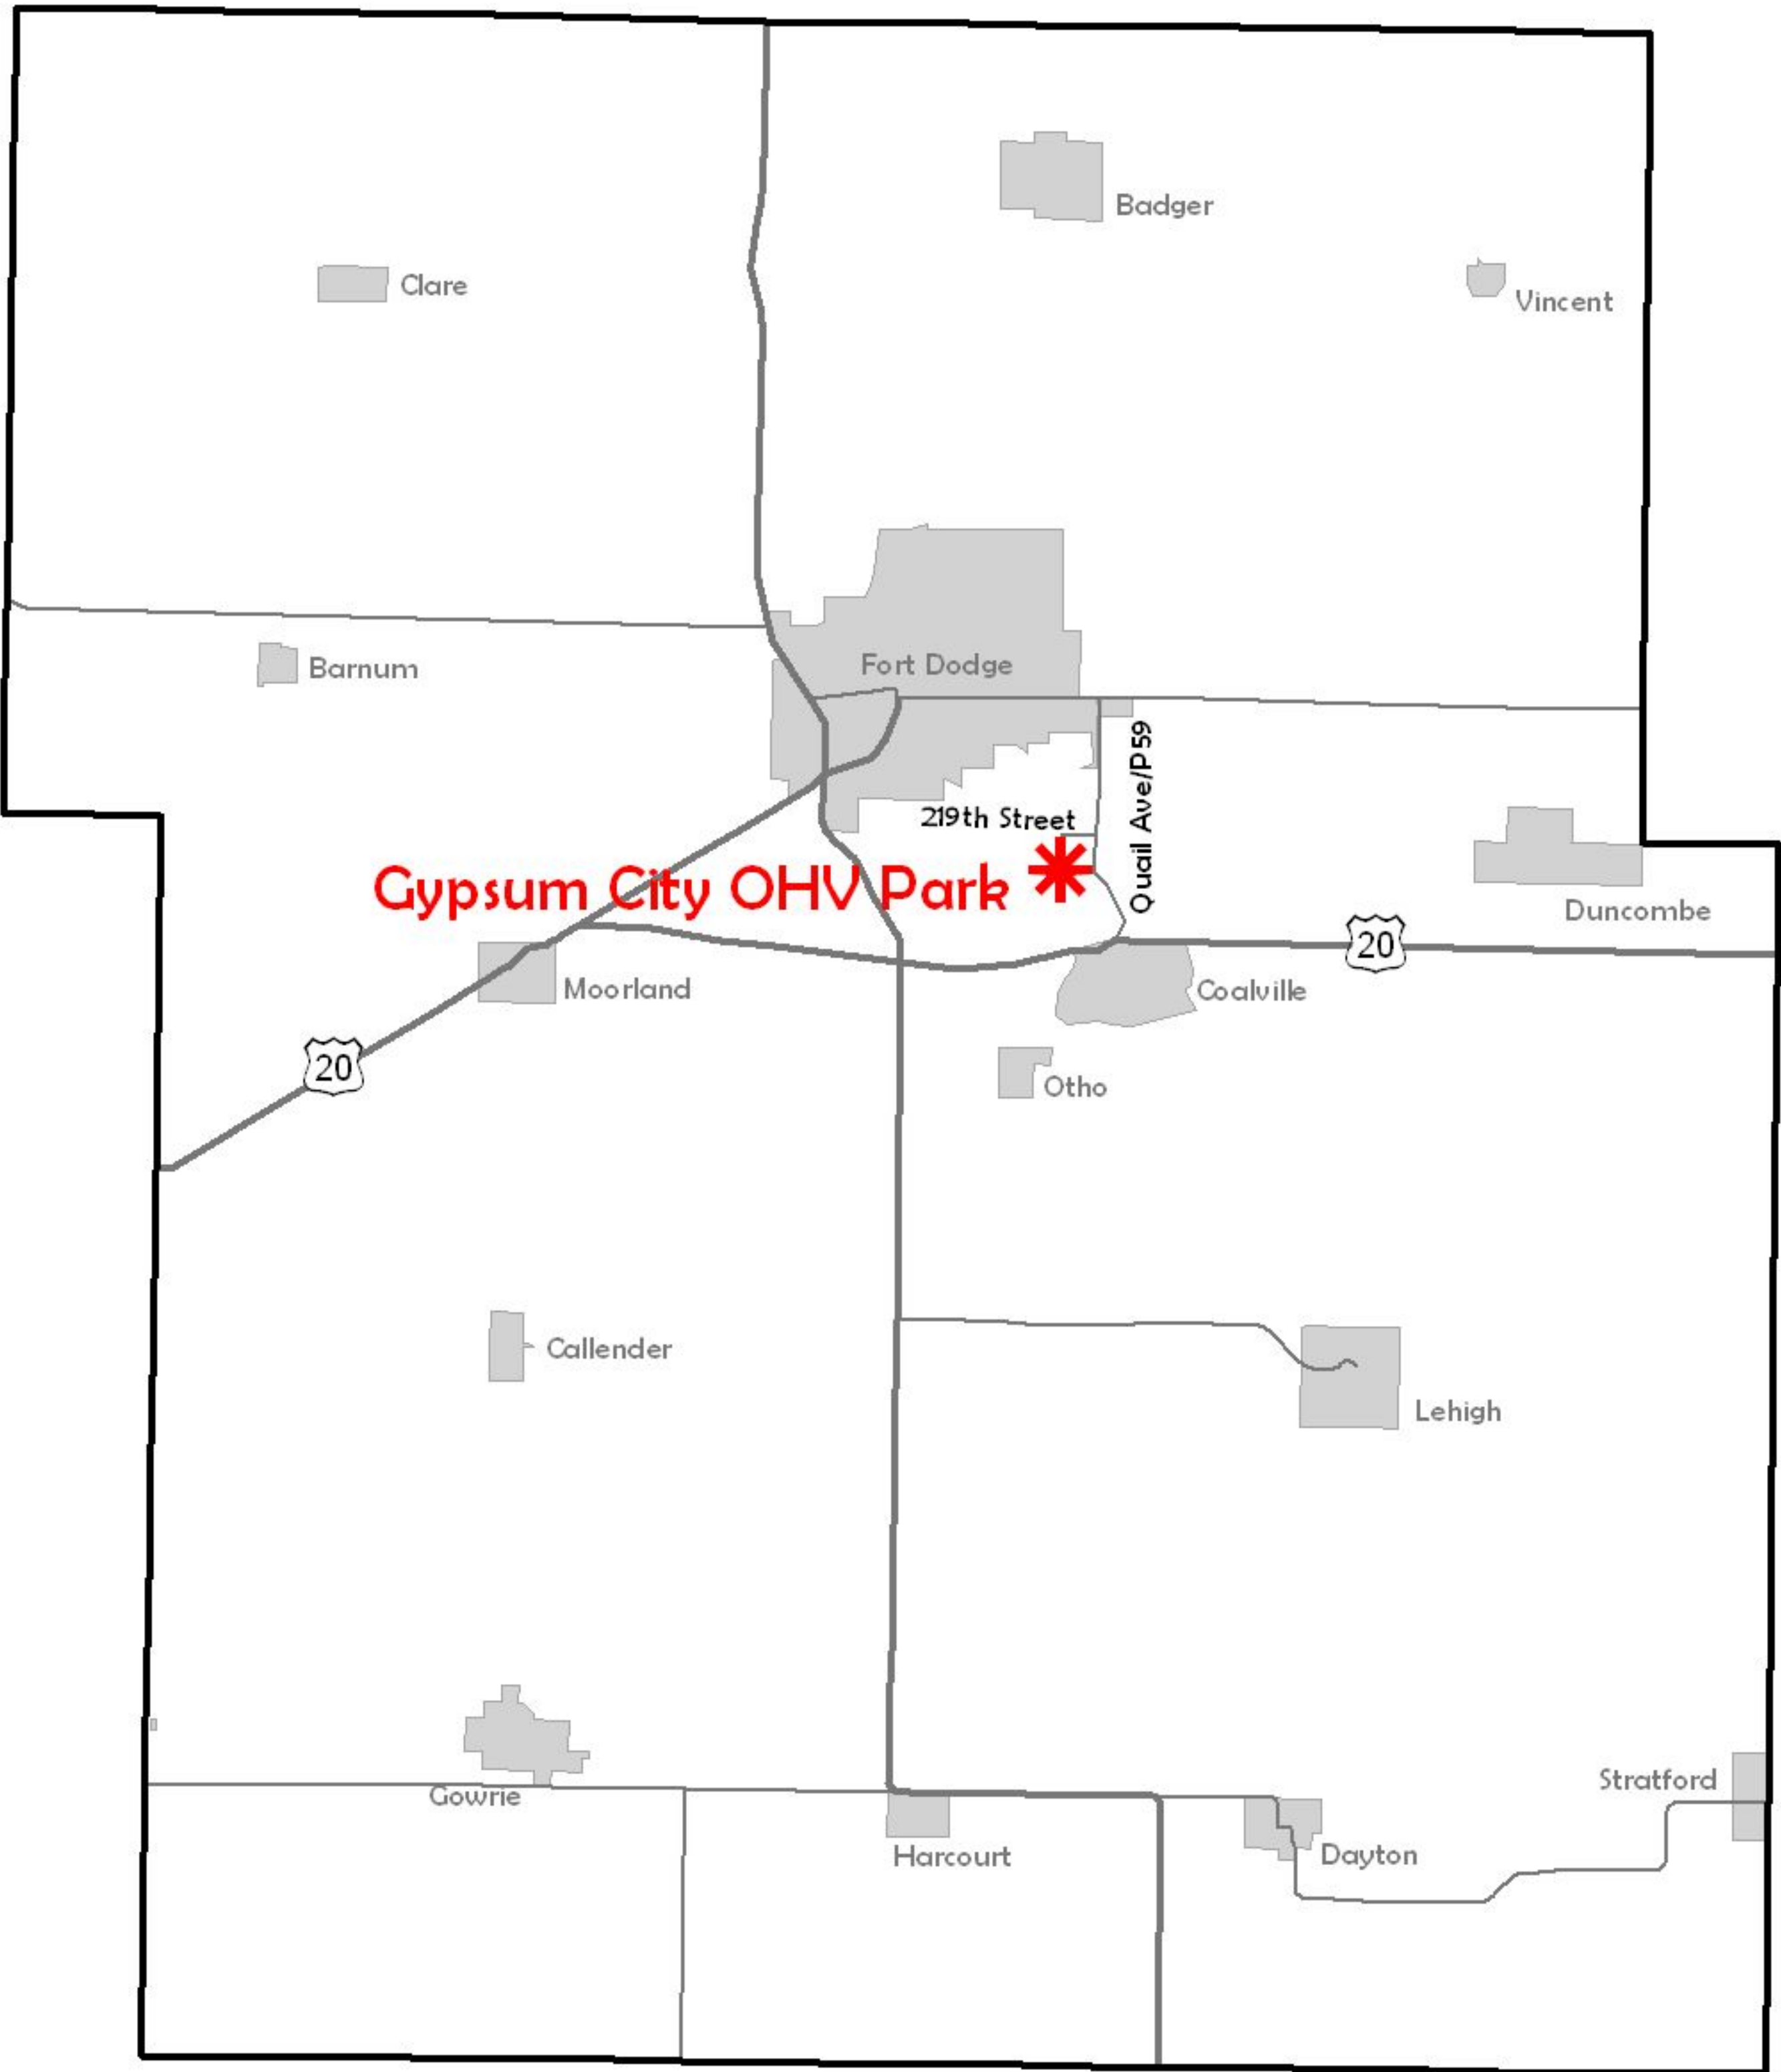 Badger
Clare
Vincent
Fort Dodge
Barnum
Quail Ave/P59
219th Street
Gypsum City OHV Park
Duncombe
20
Moorland
Coalville
20
Otho
Callender
Lehigh
Stratford
Gowrie
Harcourt
Dayton